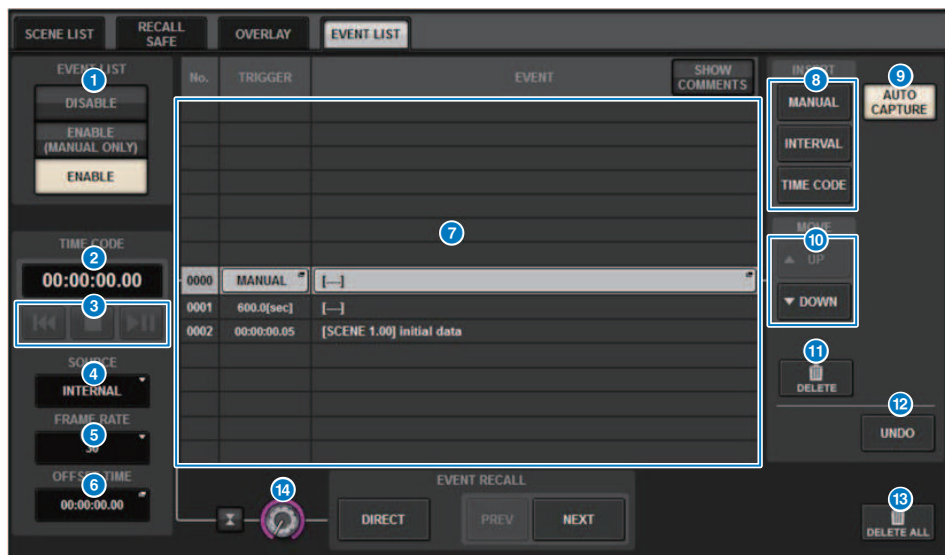 SCENE LIST
RECALL
SAFE
OVERLAY
EVENT LIST
EVENT LIST
1
DISABLE
ENABLE
(MANUAL ONLY)
ENABLE
TIME CODE
2
00:00:00.00
3
SOURCE
4
INTERNAL
FRAME RATE
5
30
OFFSET TIME
6
00:00:00.00
No.
TRIGGER
EVENT
SHOW
COMMENTS
7
0000 MANUAL [---]
0001 600.0[sec] [---]
0002 00:00:00.05 [SCENE 1.00] initial data
14
EVENT RECALL
DIRECT
PREV
NEXT
INSERT
8
MANUAL
INTERVAL
TIME CODE
9
AUTO
CAPTURE
MOVE
10
UP
DOWN
11
DELETE
12
UNDO
13
DELETE ALL